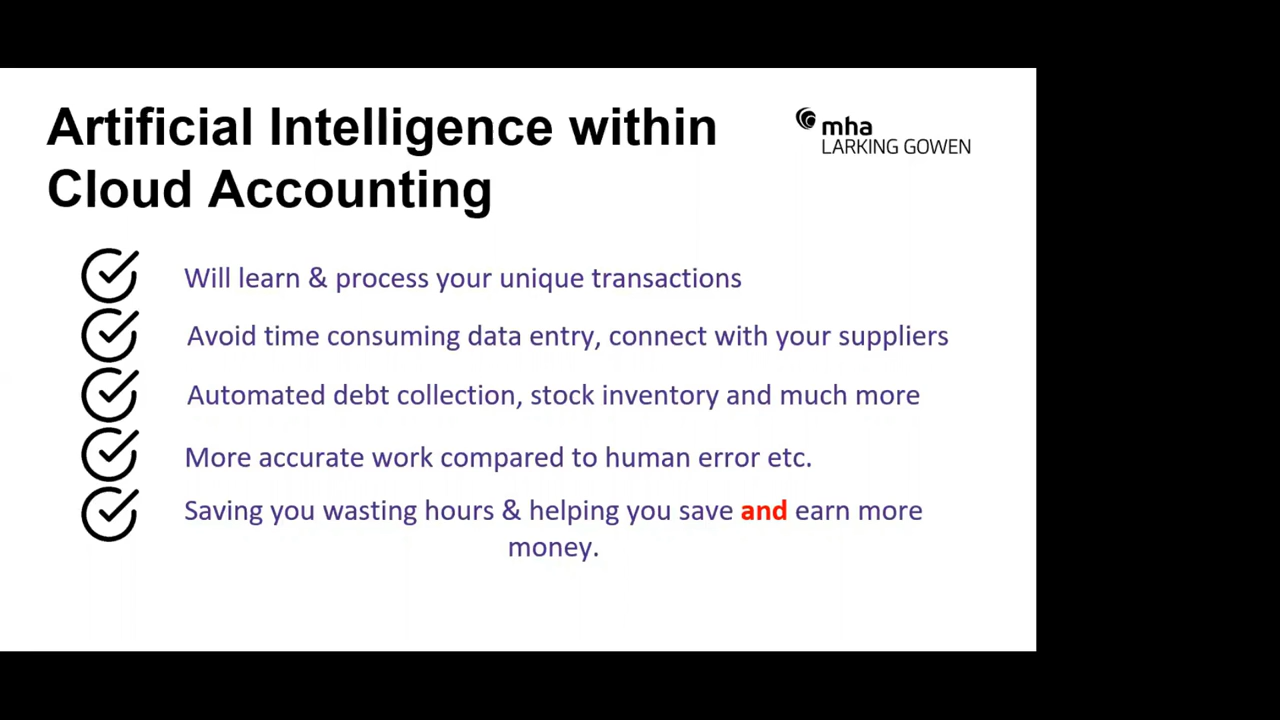 Artificial Intelligence within
Cloud Accounting
mha
LARKING GOWEN
Will learn & process your unique transactions
Avoid time consuming data entry, connect with your suppliers
Automated debt collection, stock inventory and much more
More accurate work compared to human error etc.
Saving you wasting hours & helping you save and earn more
money.